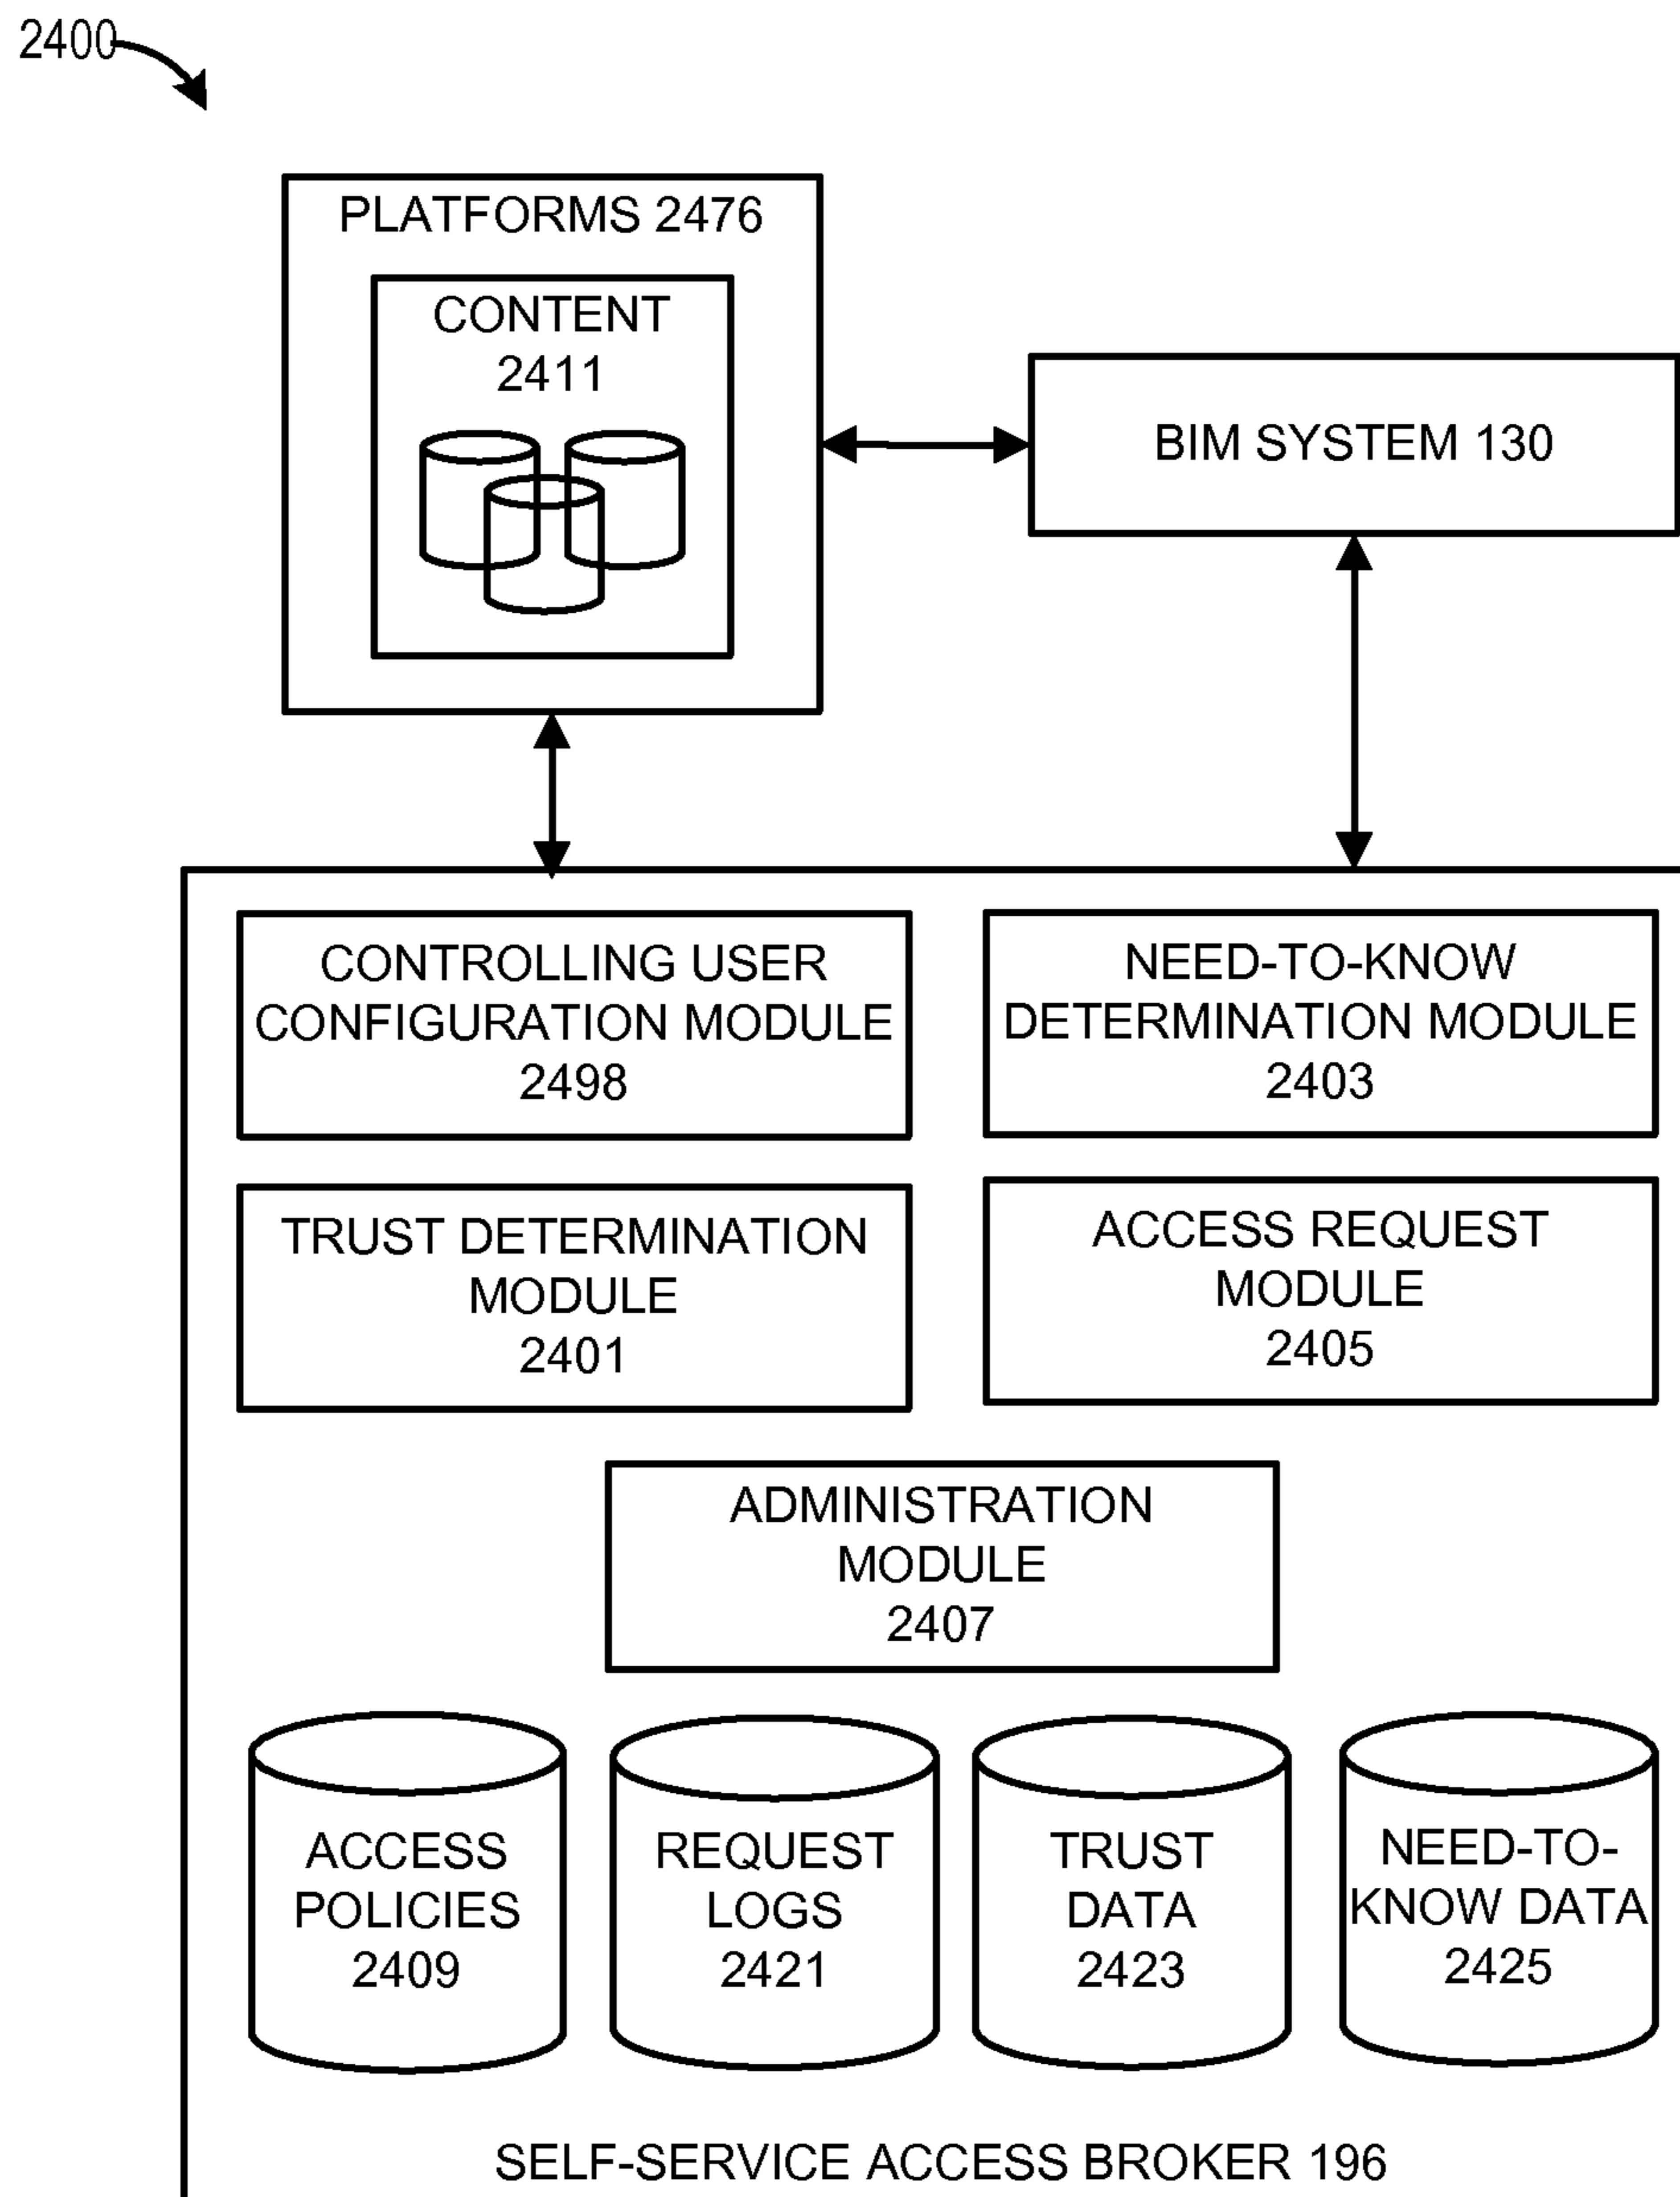 2400
PLATFORMS 2476
CONTENT
2411
BIM SYSTEM 130
CONTROLLING USER
CONFIGURATION MODULE
2498
NEED-TO-KNOW
DETERMINATION MODULE
2403
TRUST DETERMINATION
MODULE
2401
ACCESS REQUEST
MODULE
2405
ADMINISTRATION
MODULE
2407
ACCESS
POLICIES
2409
REQUEST
LOGS
2421
TRUST
DATA
2423
NEED-TO-
KNOW DATA
2425
SELF-SERVICE ACCESS BROKER 196